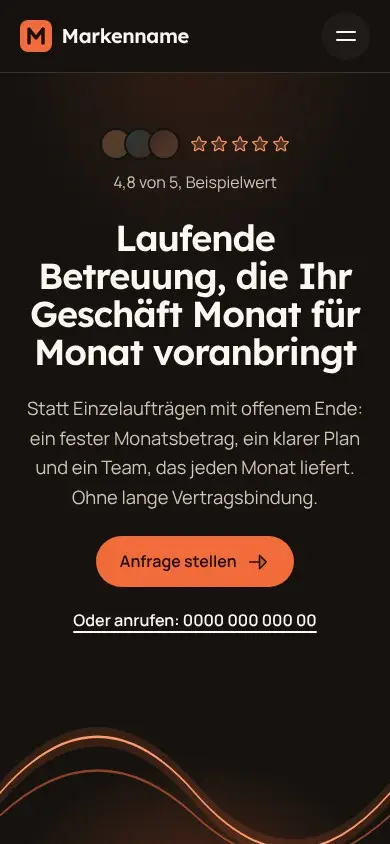 Markenname
4,8 von 5, Beispielwert
Laufende
Betreuung, die Ihr
Geschäft Monat für
Monat voranbringt
Statt Einzelaufträgen mit offenem Ende:
ein fester Monatsbetrag, ein klarer Plan
und ein Team, das jeden Monat liefert.
Ohne lange Vertragsbindung.
Anfrage stellen
Oder anrufen: 0000 000 000 00